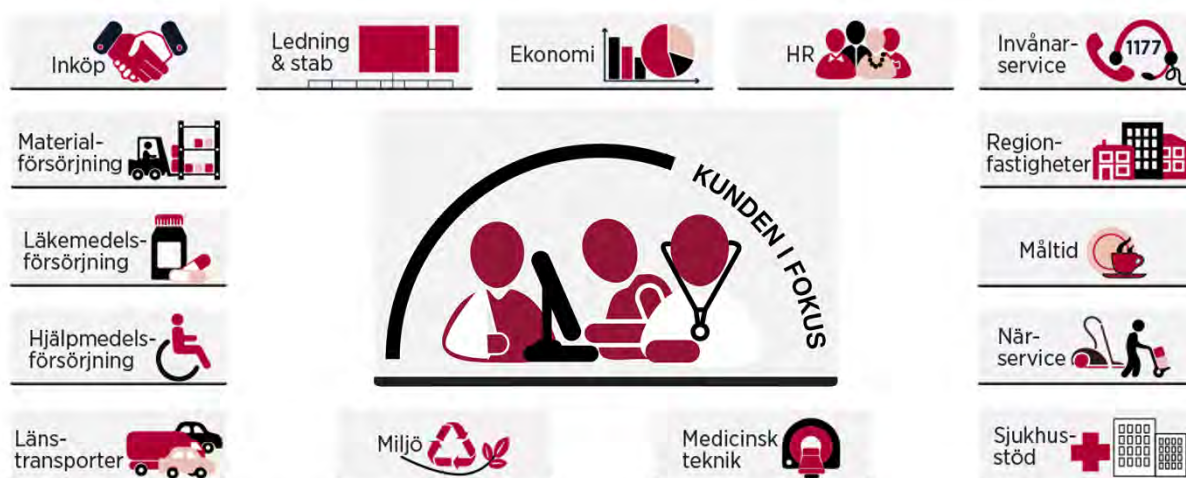 Inköp
Ledning
& stab
Ekonomi
HR
Invånar-
service
1177
Material-
försörjning
Region-
fastigheter
KUNDEN I FOKUS
Läkemedels-
försörjning
Måltid
Hjälpmedels-
försörjning
När-
service
Läns-
transporter
Miljö
Medicinsk
teknik
Sjukhus-
stöd